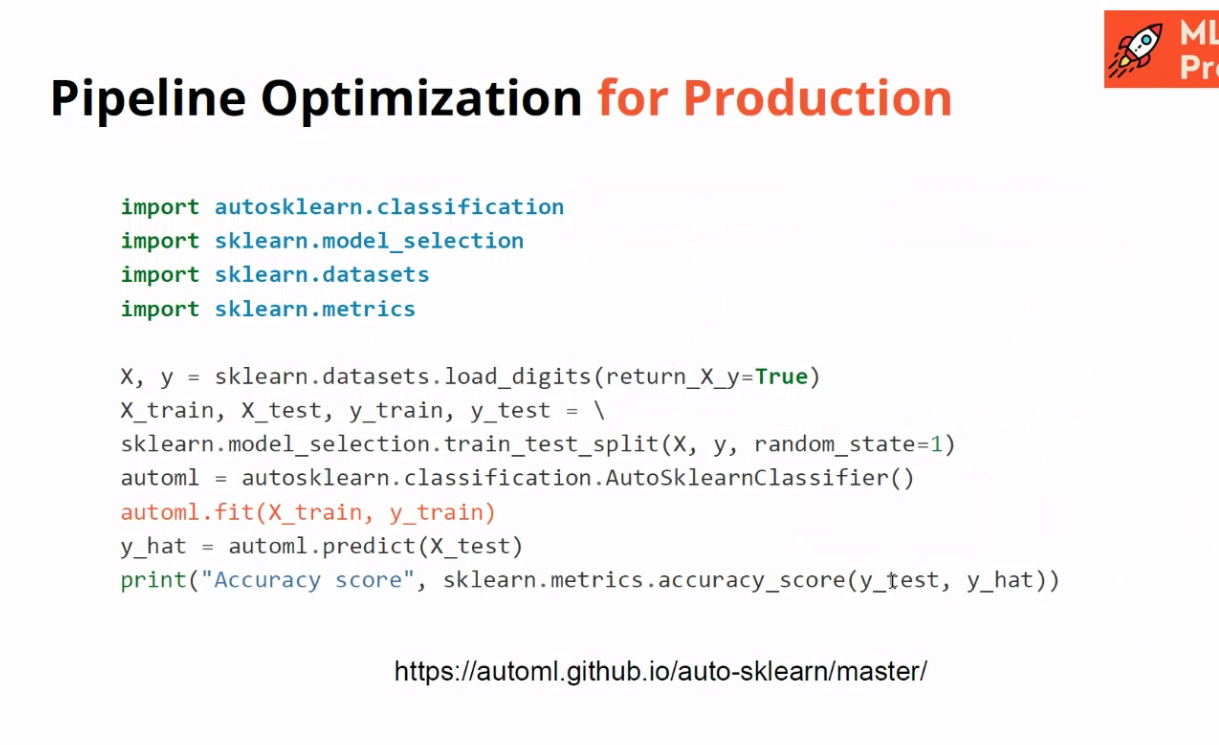 ML
Pr
Pipeline Optimization for Production
import autosklearn.classification
import sklearn.model_selection
import sklearn.datasets
import sklearn.metrics
X, y = sklearn.datasets.load_digits(return_X_y=True)
X_train, X_test, y_train, y_test = \
sklearn.model_selection.train_test_split(X, y, random_state=1)
automl = autosklearn.classification.AutoSklearnClassifier()
automl.fit(X_train, y_train)
y_hat = automl.predict(X_test)
print("Accuracy score", sklearn.metrics.accuracy_score(y_test, y_hat))
https://automl.github.io/auto-sklearn/master/